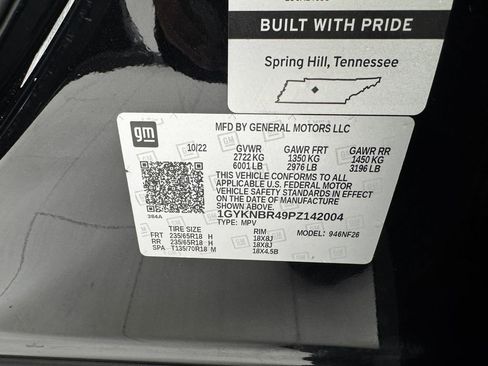 BUILT WITH PRIDE
Spring Hill, Tennessee
gm
MFD BY GENERAL MOTORS LLC
10/22 GVWR GAWR FRT GAWR RR
2722 KG 1350 KG 1450 KG
6001 LB 2976 LB 3196 LB
THIS VEHICLE CONFORMS TO ALL
APPLICABLE U.S. FEDERAL MOTOR
VEHICLE SAFETY STANDARDS IN EFFECT
ON THE DATE OF MANUFACTURE
SHOWN ABOVE.
384A 1GYKNBR49PZ142004
TYPE: MPV
TIRE SIZE RIM MODEL: 946NF26
FRT 235/65R18 H 18X8J
RR 235/65R18 H 18X8J
SPA T135/70R18 M 18X4.5B